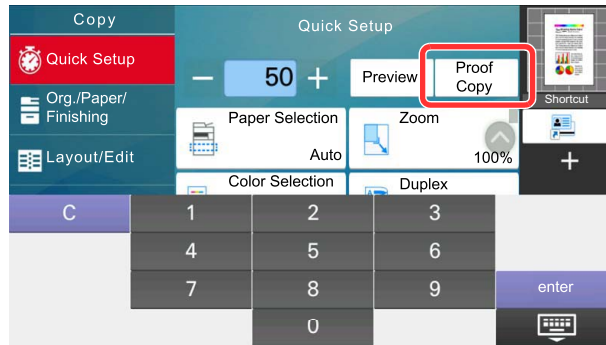 Copy
Quick Setup
Org./Paper/
Finishing
Layout/Edit
Quick Setup
50
Preview
Proof
Copy
Paper Selection
Auto
Zoom
100%
Color Selection
Duplex
Shortcut
C
1
2
3
4
5
6
7
8
9
0
enter